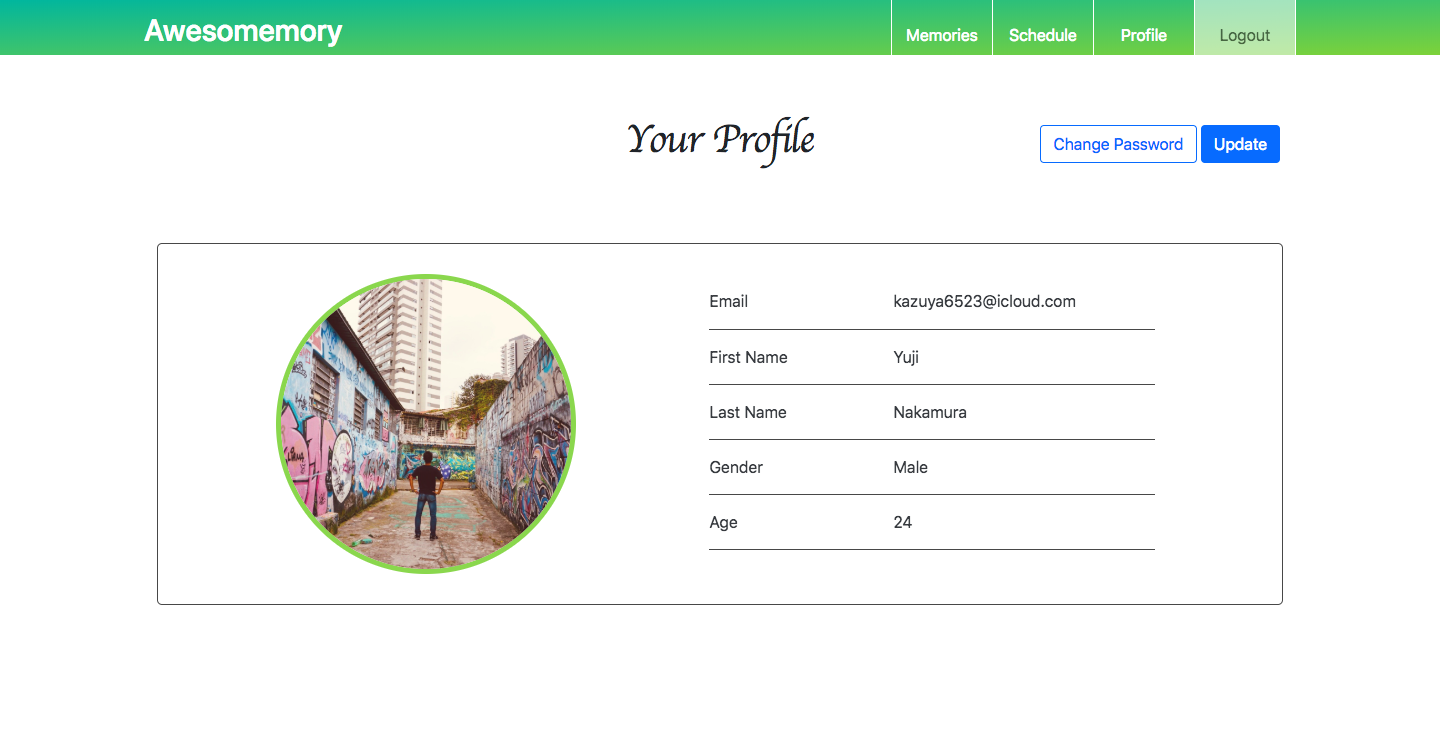 Awesomemory
Memories Schedule Profile Logout
Your Profile
Change Password Update
Email kazuya6523@icloud.com
First Name Yuji
Last Name Nakamura
Gender Male
Age 24